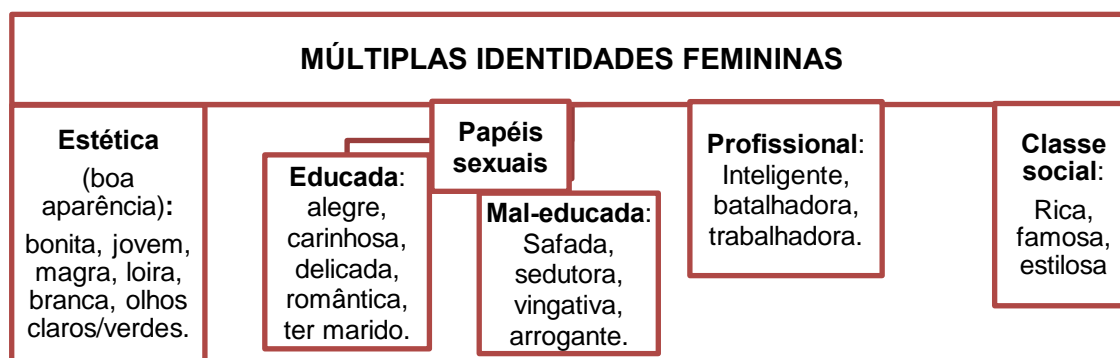 MÚLTIPLAS IDENTIDADES FEMININAS
Estética
(boa
aparência):
bonita, jovem,
magra, loira,
branca, olhos
claros/verdes.
Papéis
sexuais
Educada:
alegre,
carinhosa,
delicada,
romântica,
ter marido.
Mal-educada:
Safada,
sedutora,
vingativa,
arrogante.
Profissional:
Inteligente,
batalhadora,
trabalhadora.
Classe
social:
Rica,
famosa,
estilosa